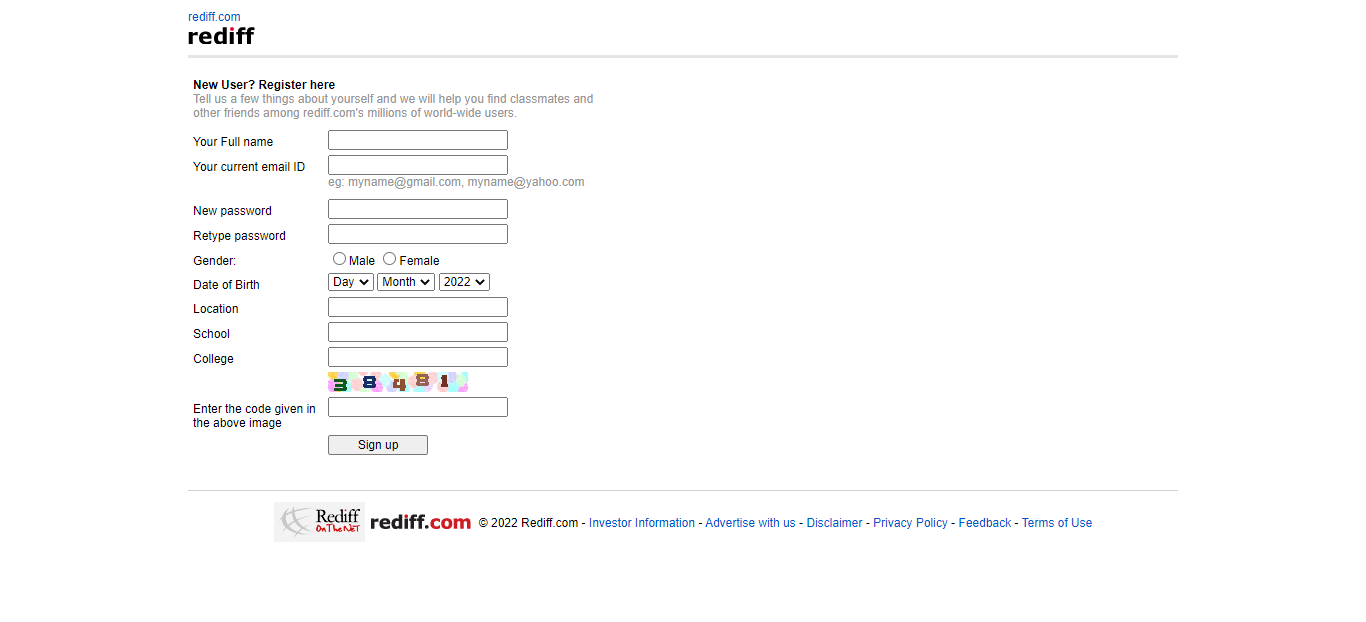 rediff.com
rediff
New User? Register here
Tell us a few things about yourself and we will help you find classmates and
other friends among rediff.com's millions of world-wide users.
Your Full name
Your current email ID
eg: myname@gmail.com, myname@yahoo.com
New password
Retype password
Gender: Male Female
Date of Birth Day Month 2022
Location
School
College
38481
Enter the code given in
the above image
Sign up
Rediff On The NeT rediff.com © 2022 Rediff.com - Investor Information - Advertise with us - Disclaimer - Privacy Policy - Feedback - Terms of Use